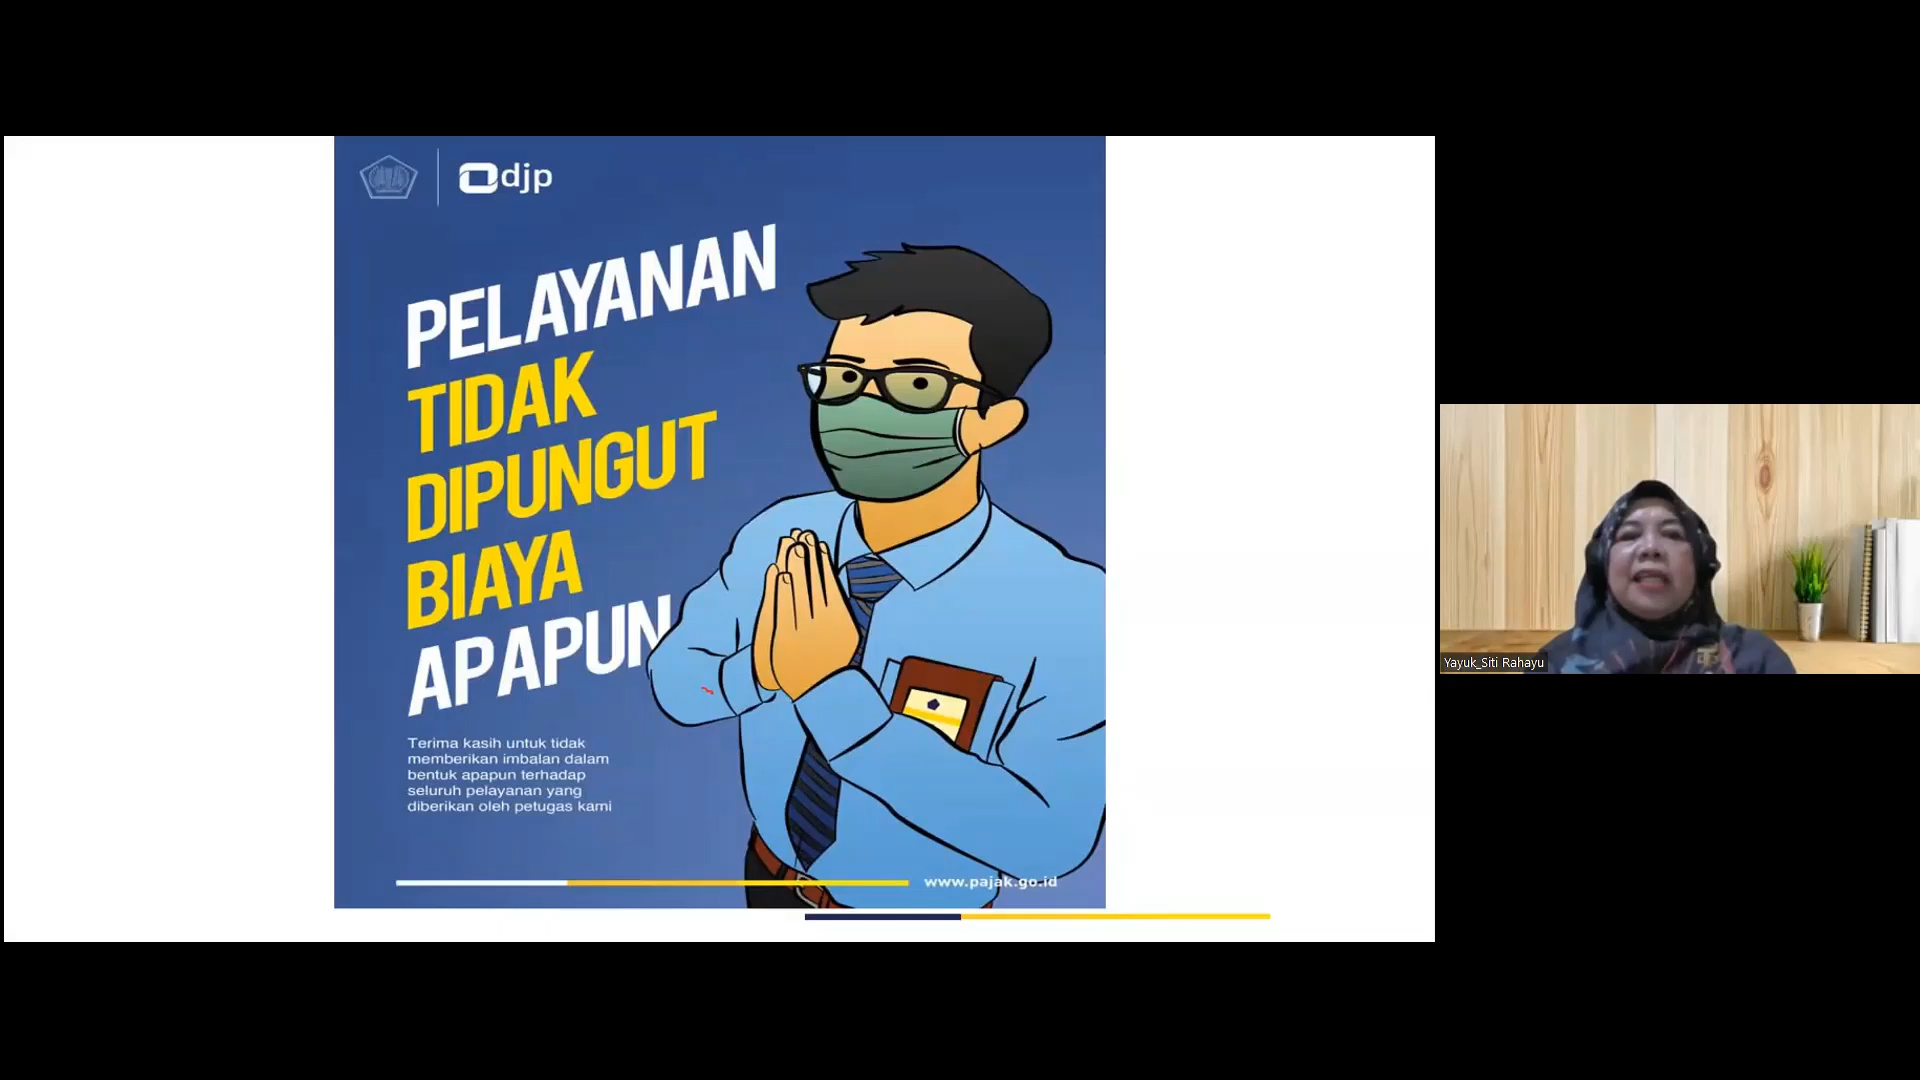 djp
PELAYANAN
TIDAK
DIPUNGUT
BIAYA
APAPUN
Terima kasih untuk tidak
memberikan imbalan dalam
bentuk apapun terhadap
seluruh pelayanan yang
diberikan oleh petugas kami
www.pajak.go.id
Yayuk_Siti Rahayu